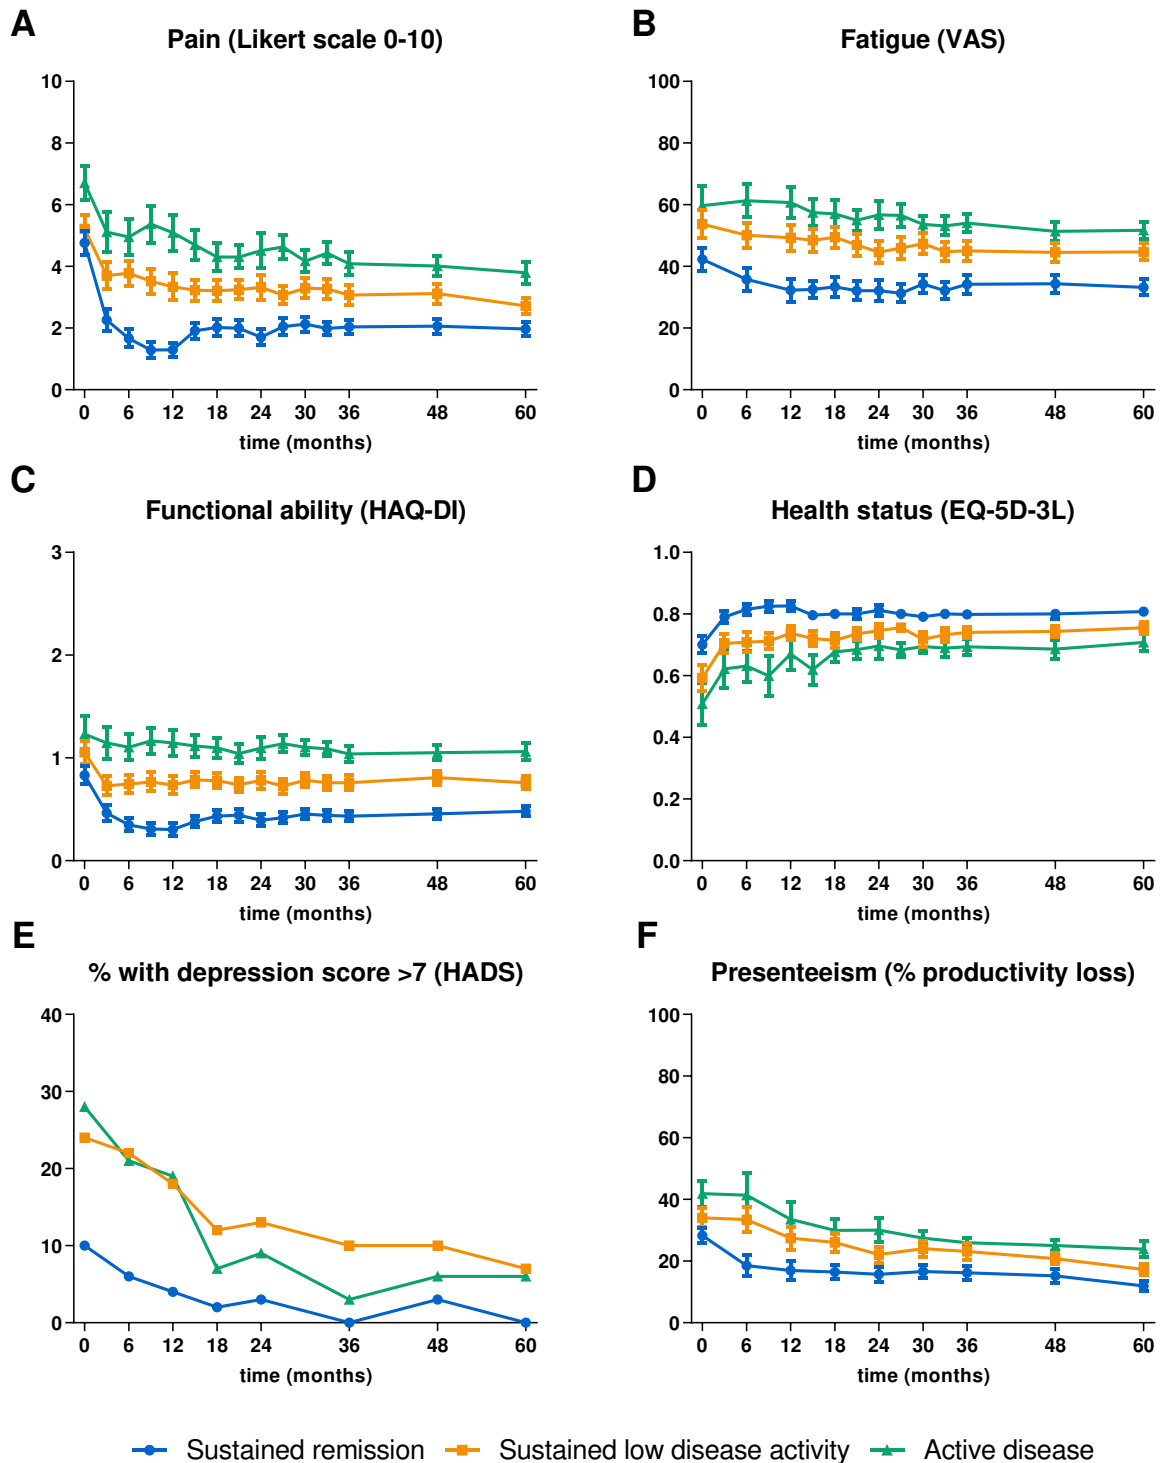 A
Pain (Likert scale 0-10)
10
8
6
4
2
0
0 6 12 18 24 30 36 48 60
time (months)
B
Fatigue (VAS)
100
80
60
40
20
0
0 6 12 18 24 30 36 48 60
time (months)
C
Functional ability (HAQ-DI)
3
2
1
0
0 6 12 18 24 30 36 48 60
time (months)
D
Health status (EQ-5D-3L)
1.0
0.8
0.6
0.4
0.2
0.0
0 6 12 18 24 30 36 48 60
time (months)
E
% with depression score >7 (HADS)
40
30
20
10
0
0 6 12 18 24 30 36 48 60
time (months)
F
Presenteeism (% productivity loss)
100
80
60
40
20
0
0 6 12 18 24 30 36 48 60
time (months)
Sustained remission Sustained low disease activity Active disease